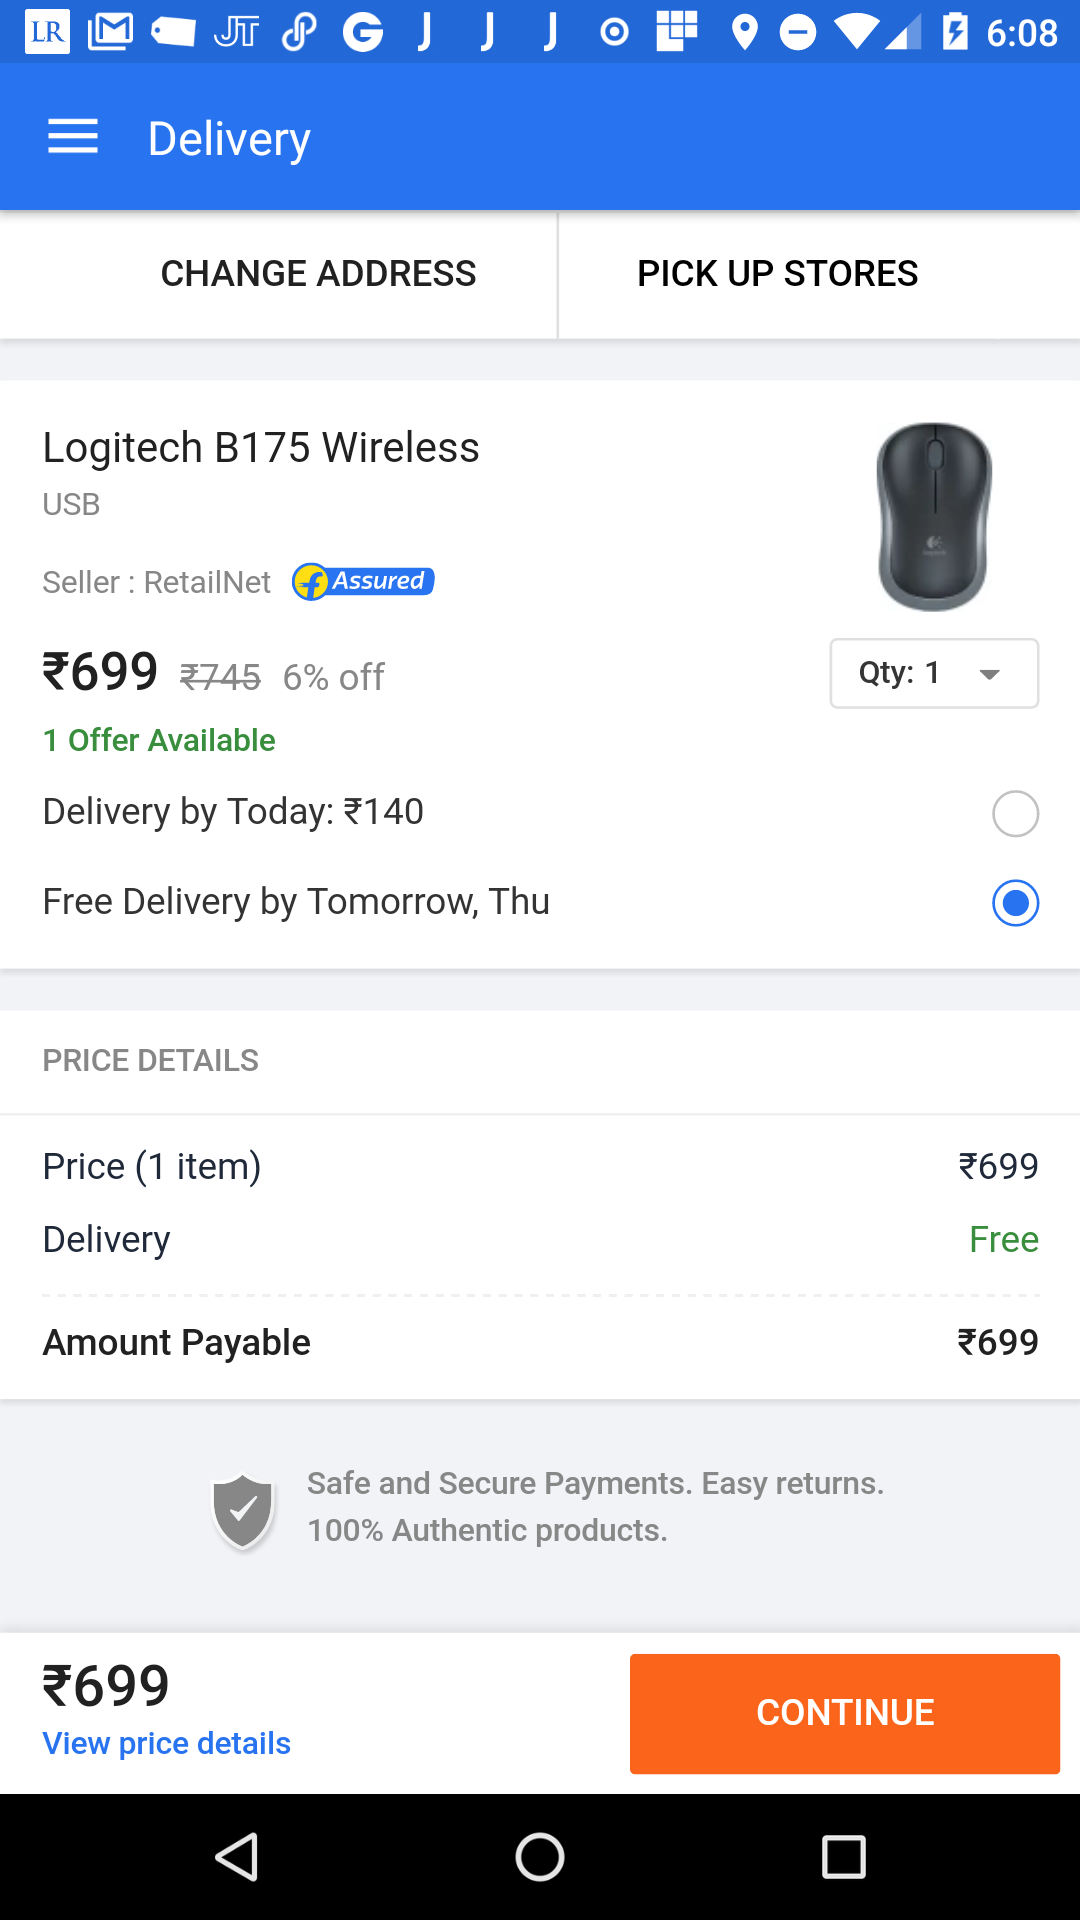 LR M JT G J J J 6:08
Delivery
CHANGE ADDRESS PICK UP STORES
Logitech B175 Wireless
USB
Seller : RetailNet f Assured
₹699 ₹745 6% off
Qty: 1
1 Offer Available
Delivery by Today: ₹140
Free Delivery by Tomorrow, Thu
PRICE DETAILS
Price (1 item) ₹699
Delivery Free
Amount Payable ₹699
Safe and Secure Payments. Easy returns.
100% Authentic products.
₹699
View price details
CONTINUE